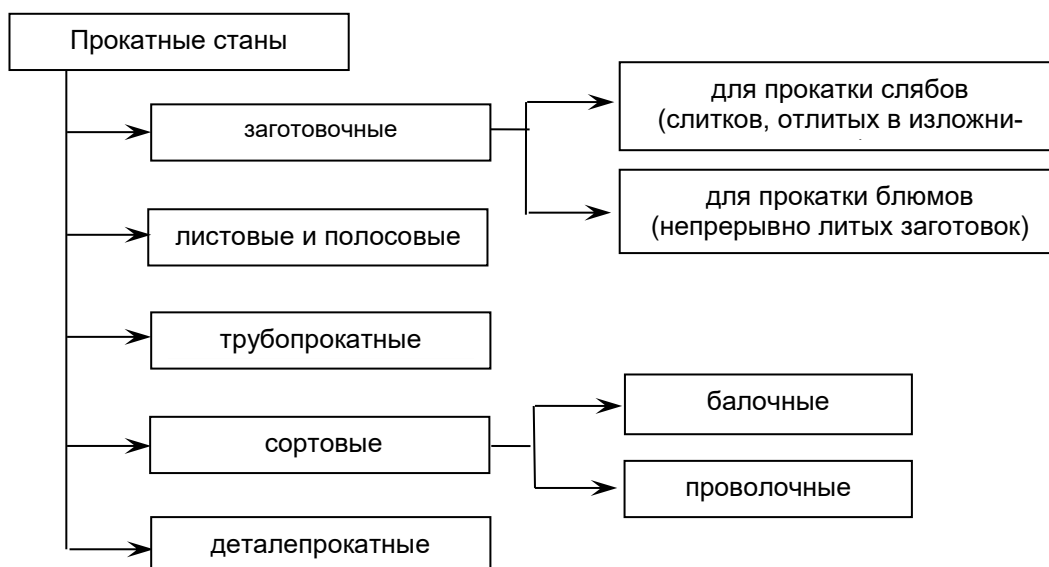 Прокатные станы
заготовочные
для прокатки слябов
(слитков, отлитых в изложни-
для прокатки блюмов
(непрерывно литых заготовок)
листовые и полосовые
трубопрокатные
сортовые
балочные
проволочные
деталепрокатные